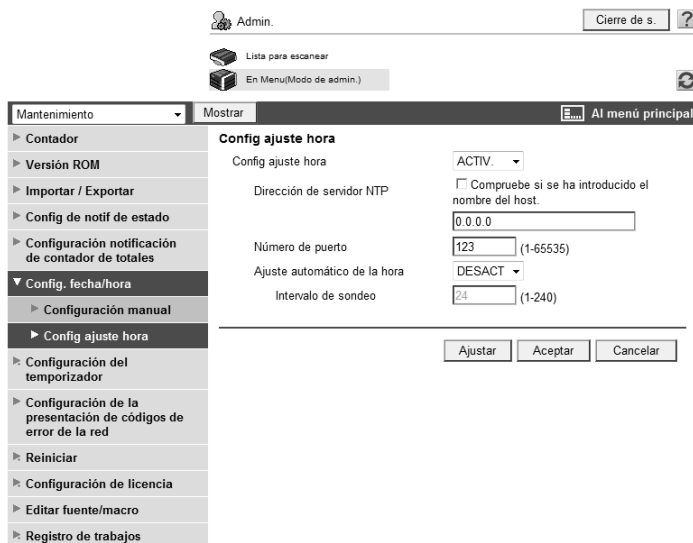 Admin.
Cierre de s.
?
Lista para escanear
En Menu(Modo de admin.)
Mantenimiento
Mostrar
Al menú principal
Contador
Versión ROM
Importar / Exportar
Config de notif de estado
Configuración notificación
de contador de totales
Config. fecha/hora
Configuración manual
Config ajuste hora
Configuración del
temporizador
Configuración de la
presentación de códigos de
error de la red
Reiniciar
Configuración de licencia
Editar fuente/macro
Registro de trabajos
Config ajuste hora
Config ajuste hora
ACTIV.
Dirección de servidor NTP
Compruebe si se ha introducido el
nombre del host.
0.0.0.0
Número de puerto
123
(1-65535)
Ajuste automático de la hora
DESACT
Intervalo de sondeo
24
(1-240)
Ajustar
Aceptar
Cancelar